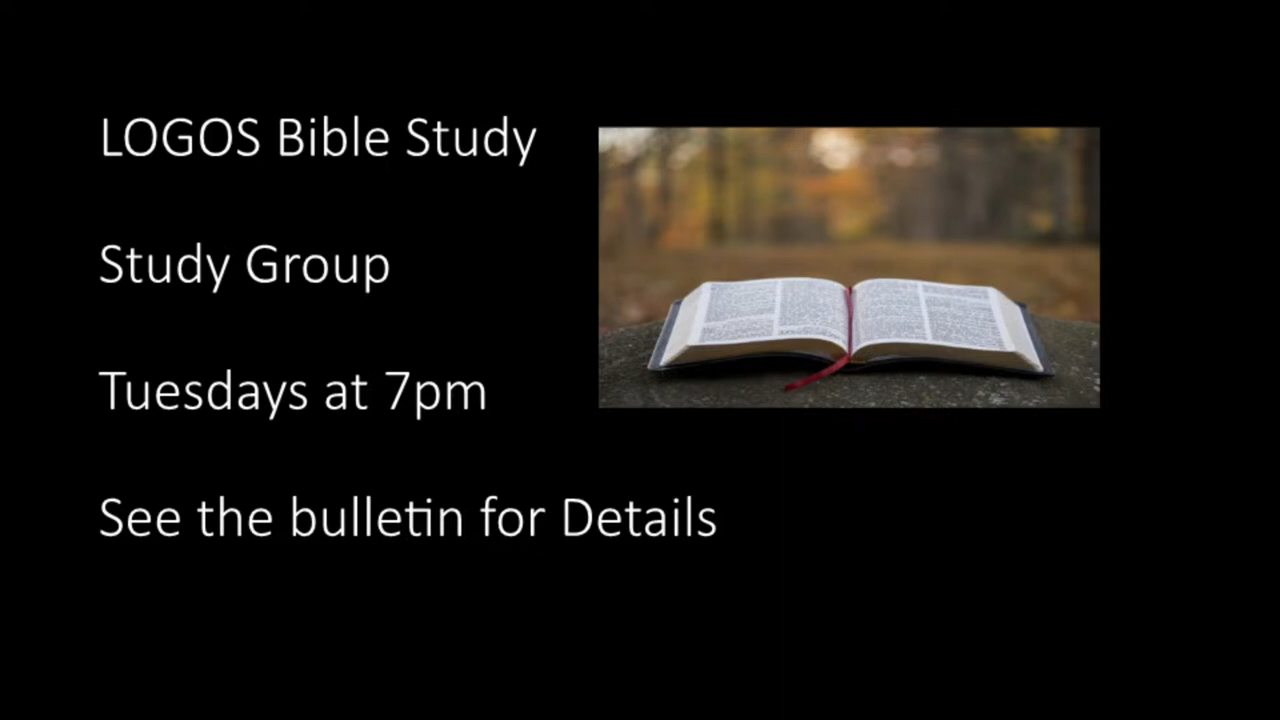 LOGOS Bible Study
Study Group
Tuesdays at 7pm
See the bulletin for Details